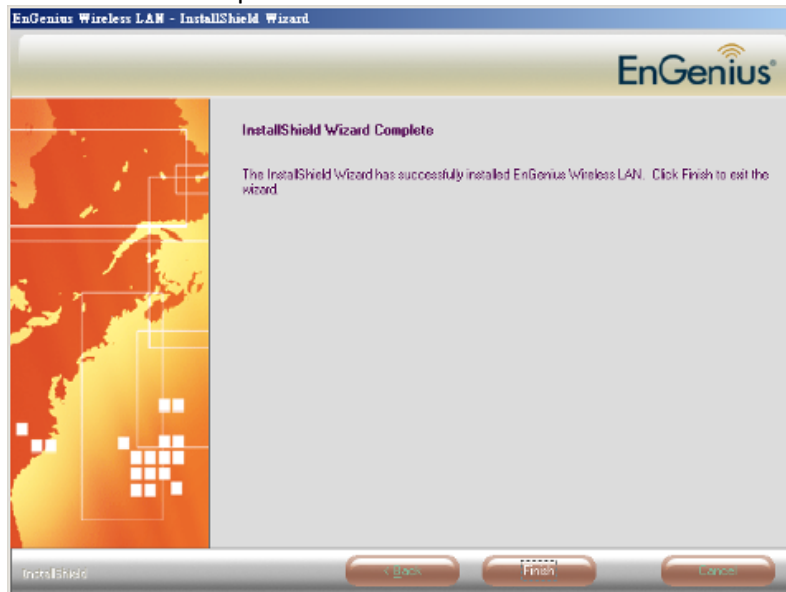 EnGenius Wireless LAN - InstallShield Wizard
EnGenius®
InstallShield Wizard Complete
The InstallShield Wizard has successfully installed EnGenius Wireless LAN. Click Finish to exit the
wizard.
InstallShield
< Back
Finish
Cancel